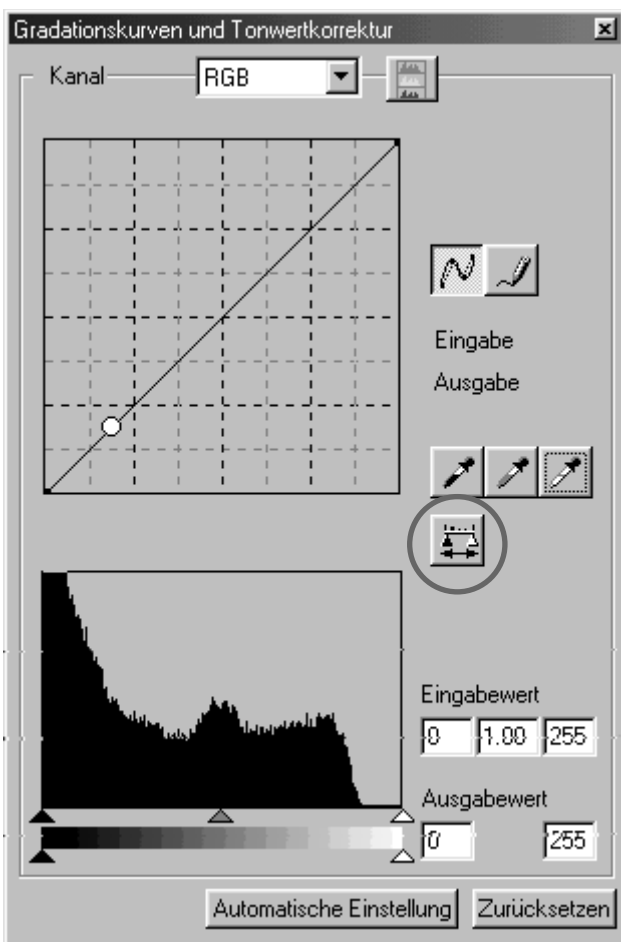 Gradationskurven und Tonwertkorrektur
Kanal RGB
Eingabe
Ausgabe
Eingabewert
0 1.00 255
Ausgabewert
0 255
Automatische Einstellung Zurücksetzen